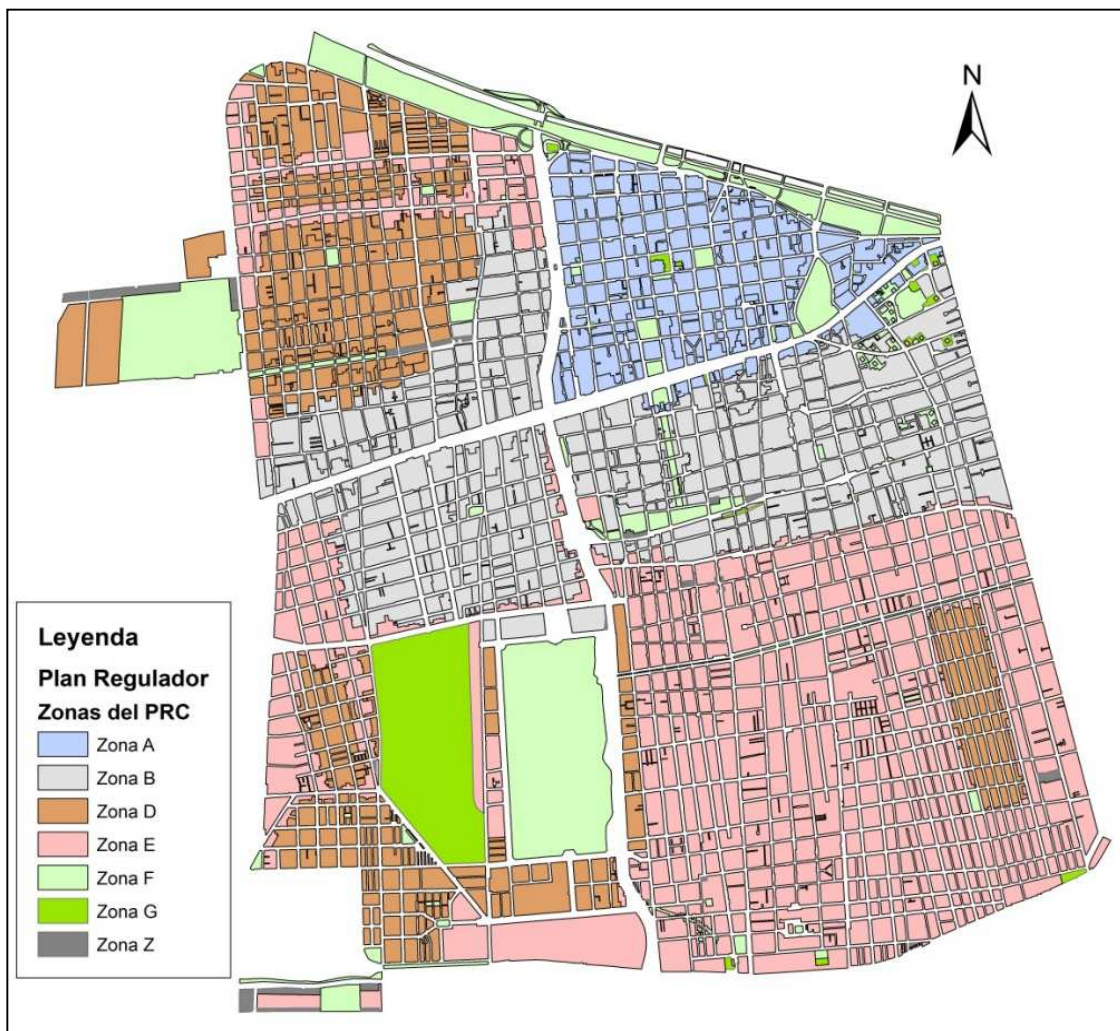 N
Leyenda
Plan Regulador
Zonas del PRC
Zona A
Zona B
Zona D
Zona E
Zona F
Zona G
Zona Z